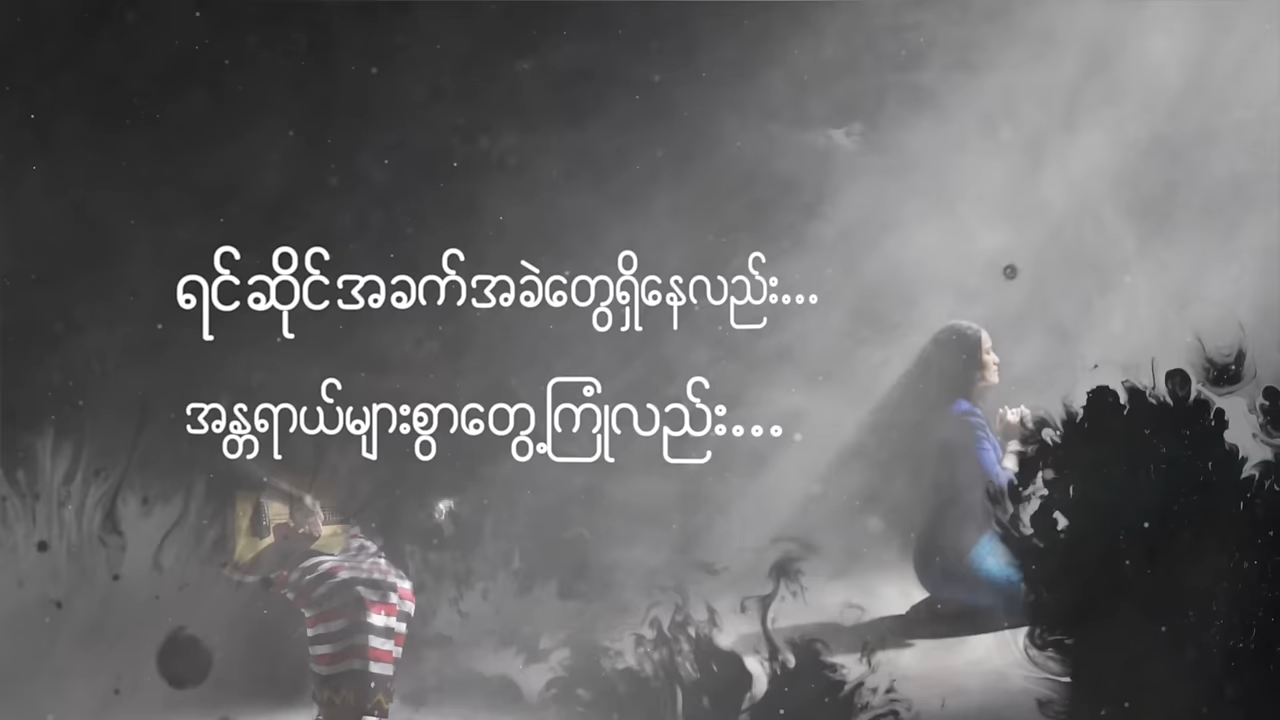 ရင်ဆိုင်အခက်အခဲတွေရှိနေလည်း...
အန္တရာယ်များစွာတွေ့ကြုံလည်း...